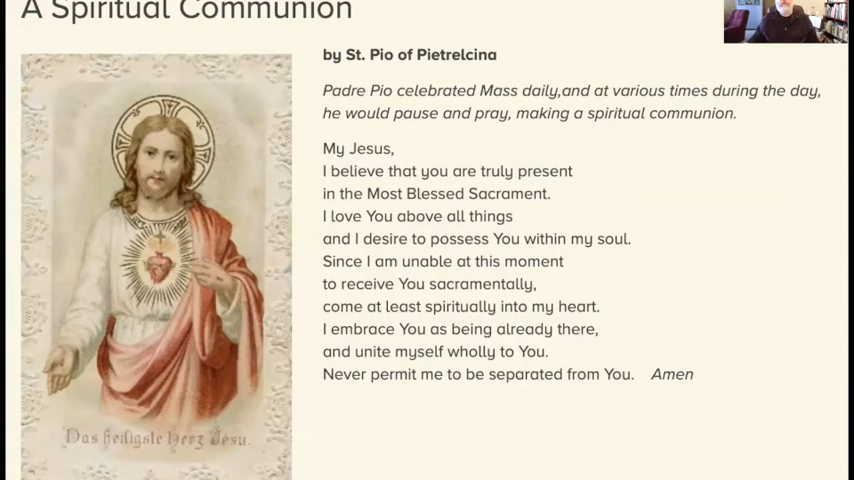 A Spiritual Communion
by St. Pio of Pietrelcina
Padre Pio celebrated Mass daily,and at various times during the day,
he would pause and pray, making a spiritual communion.
My Jesus,
I believe that you are truly present
in the Most Blessed Sacrament.
I love You above all things
and I desire to possess You within my soul.
Since I am unable at this moment
to receive You sacramentally,
come at least spiritually into my heart.
I embrace You as being already there,
and unite myself wholly to You.
Never permit me to be separated from You. Amen
Das heiligste Herz Jesu.